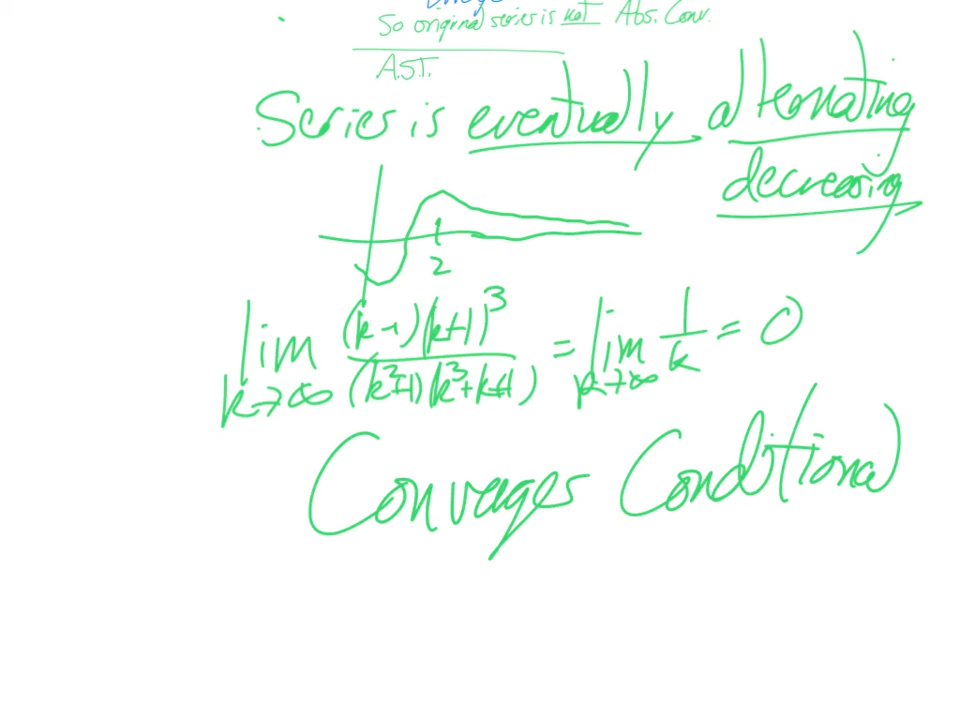 So original series is not Abs. Conv.
A.S.T.
Series is eventually alternating
decreasing
2
lim k→∞ (k-1)(k+1)^3 / (k^2+1)(k^3+k+1) = lim k→∞ 1/k = 0
Converges Conditional